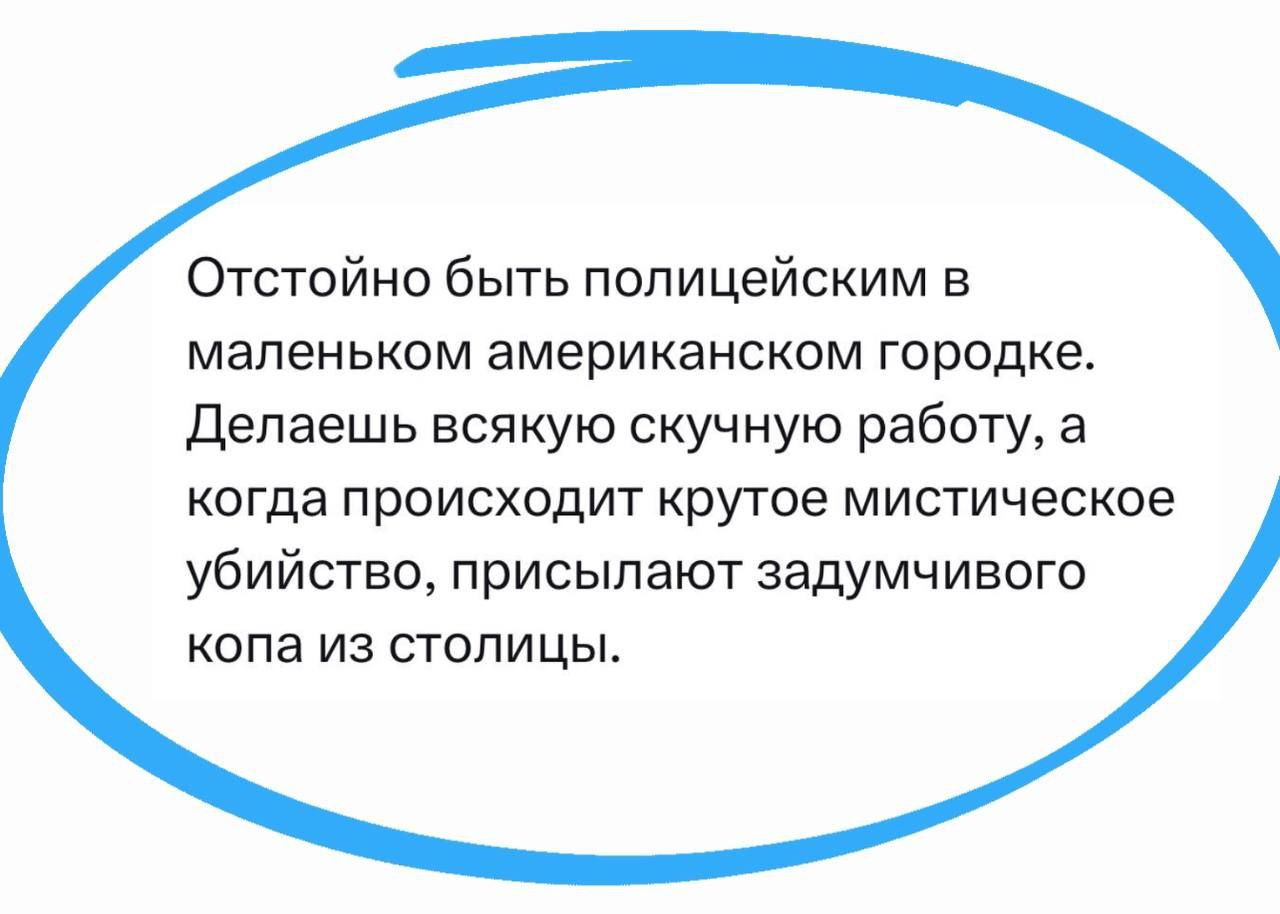 Отстойно быть полицейским в
маленьком американском городке.
Делаешь всякую скучную работу, а
когда происходит крутое мистическое
убийство, присылают задумчивого
копа из столицы.